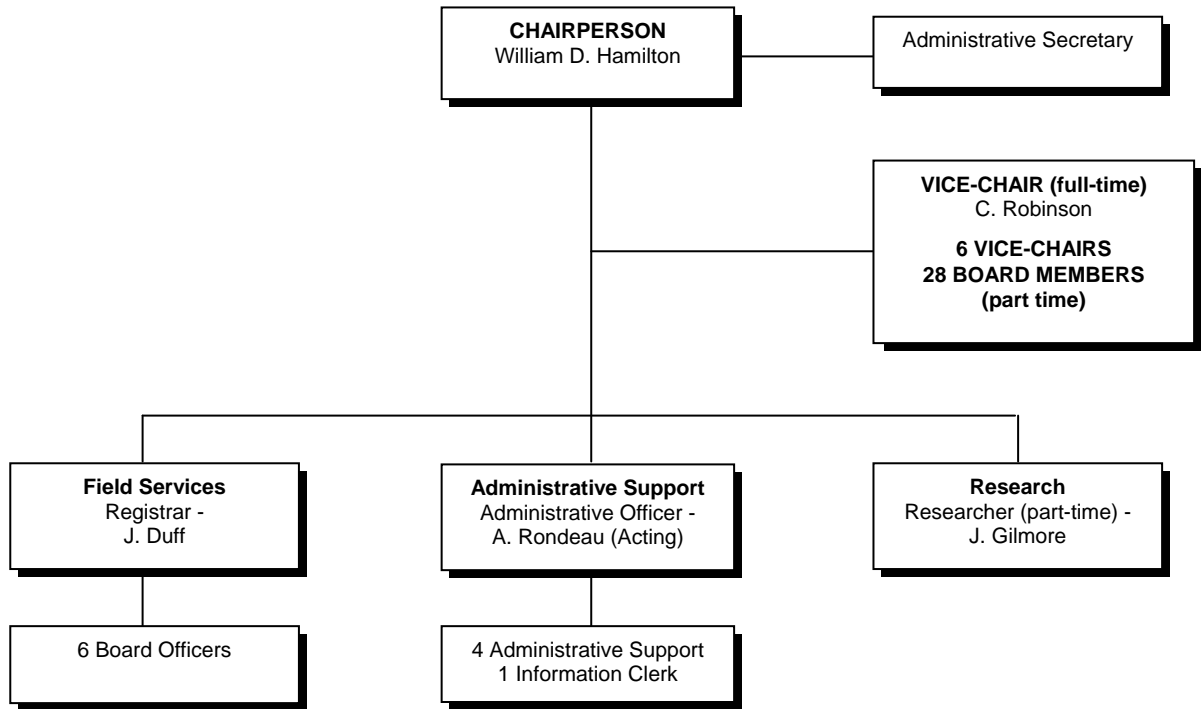 CHAIRPERSON
William D. Hamilton
Administrative Secretary
VICE-CHAIR (full-time)
C. Robinson
6 VICE-CHAIRS
28 BOARD MEMBERS
(part time)
Field Services
Registrar -
J. Duff
Administrative Support
Administrative Officer -
A. Rondeau (Acting)
Research
Researcher (part-time) -
J. Gilmore
6 Board Officers
4 Administrative Support
1 Information Clerk